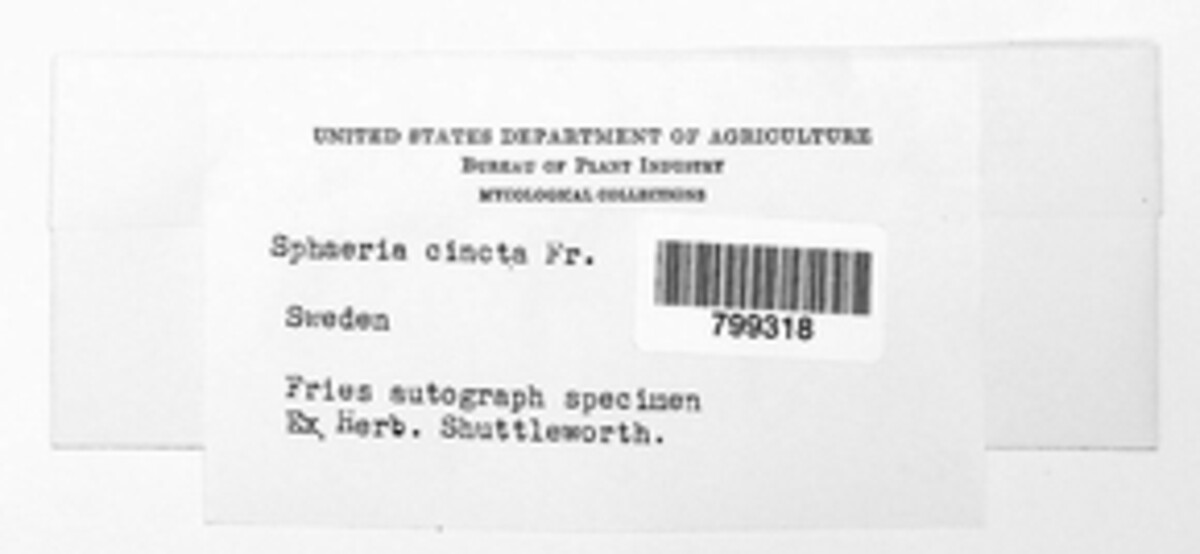 UNITED STATES DEPARTMENT OF AGRICULTURE
BUREAU OF PLANT INDUSTRY
MYCOLOGICAL COLLECTIONS
Sphaeria cincta Fr.
799318
Sweden
Fries autograph specimen
Ex Herb. Shuttleworth.